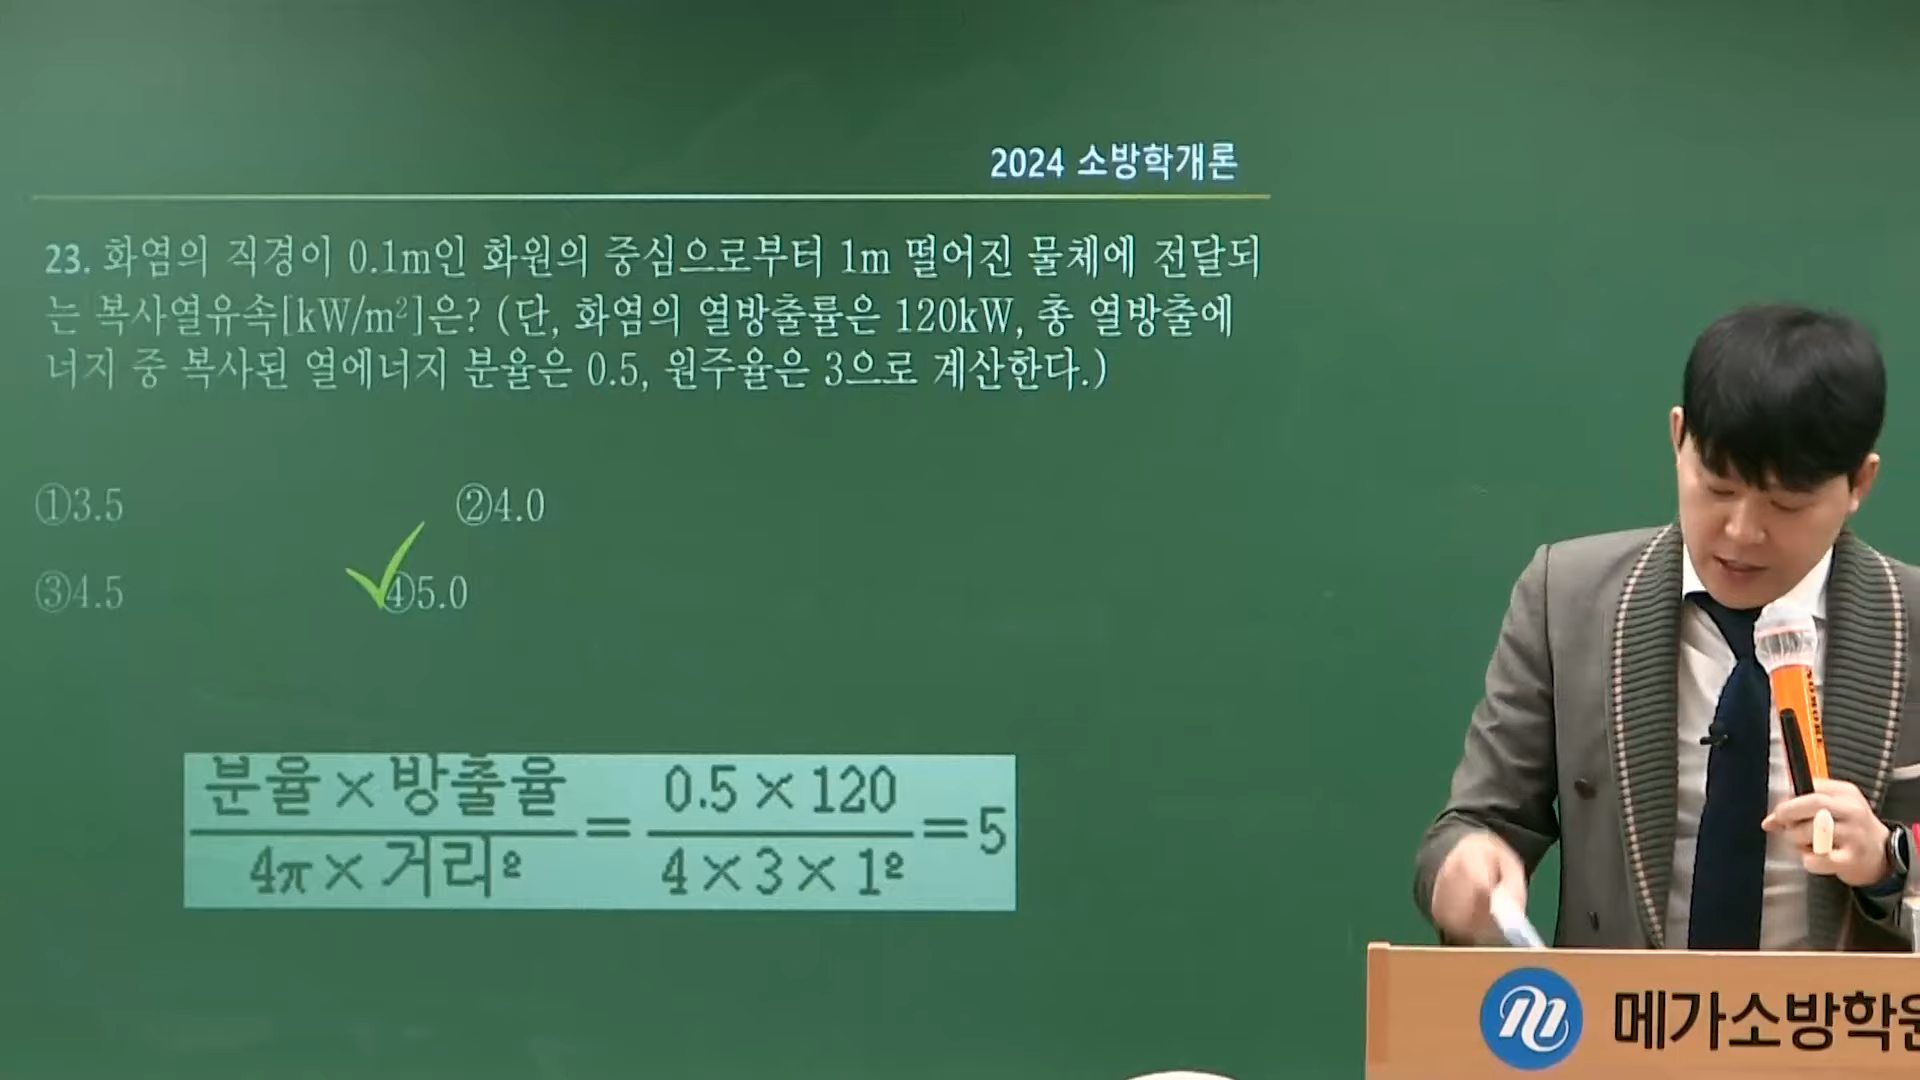 2024 소방학개론
23. 화염의 직경이 0.1m인 화원의 중심으로부터 1m 떨어진 물체에 전달되
는 복사열유속[kW/m²]은? (단, 화염의 열방출률은 120kW, 총 열방출에
너지 중 복사된 열에너지 분율은 0.5, 원주율은 3으로 계산한다.)
①3.5 ②4.0
③4.5 ④5.0
분율×방출율 / 4π×거리² = 0.5×120 / 4×3×1² = 5
메가소방학원